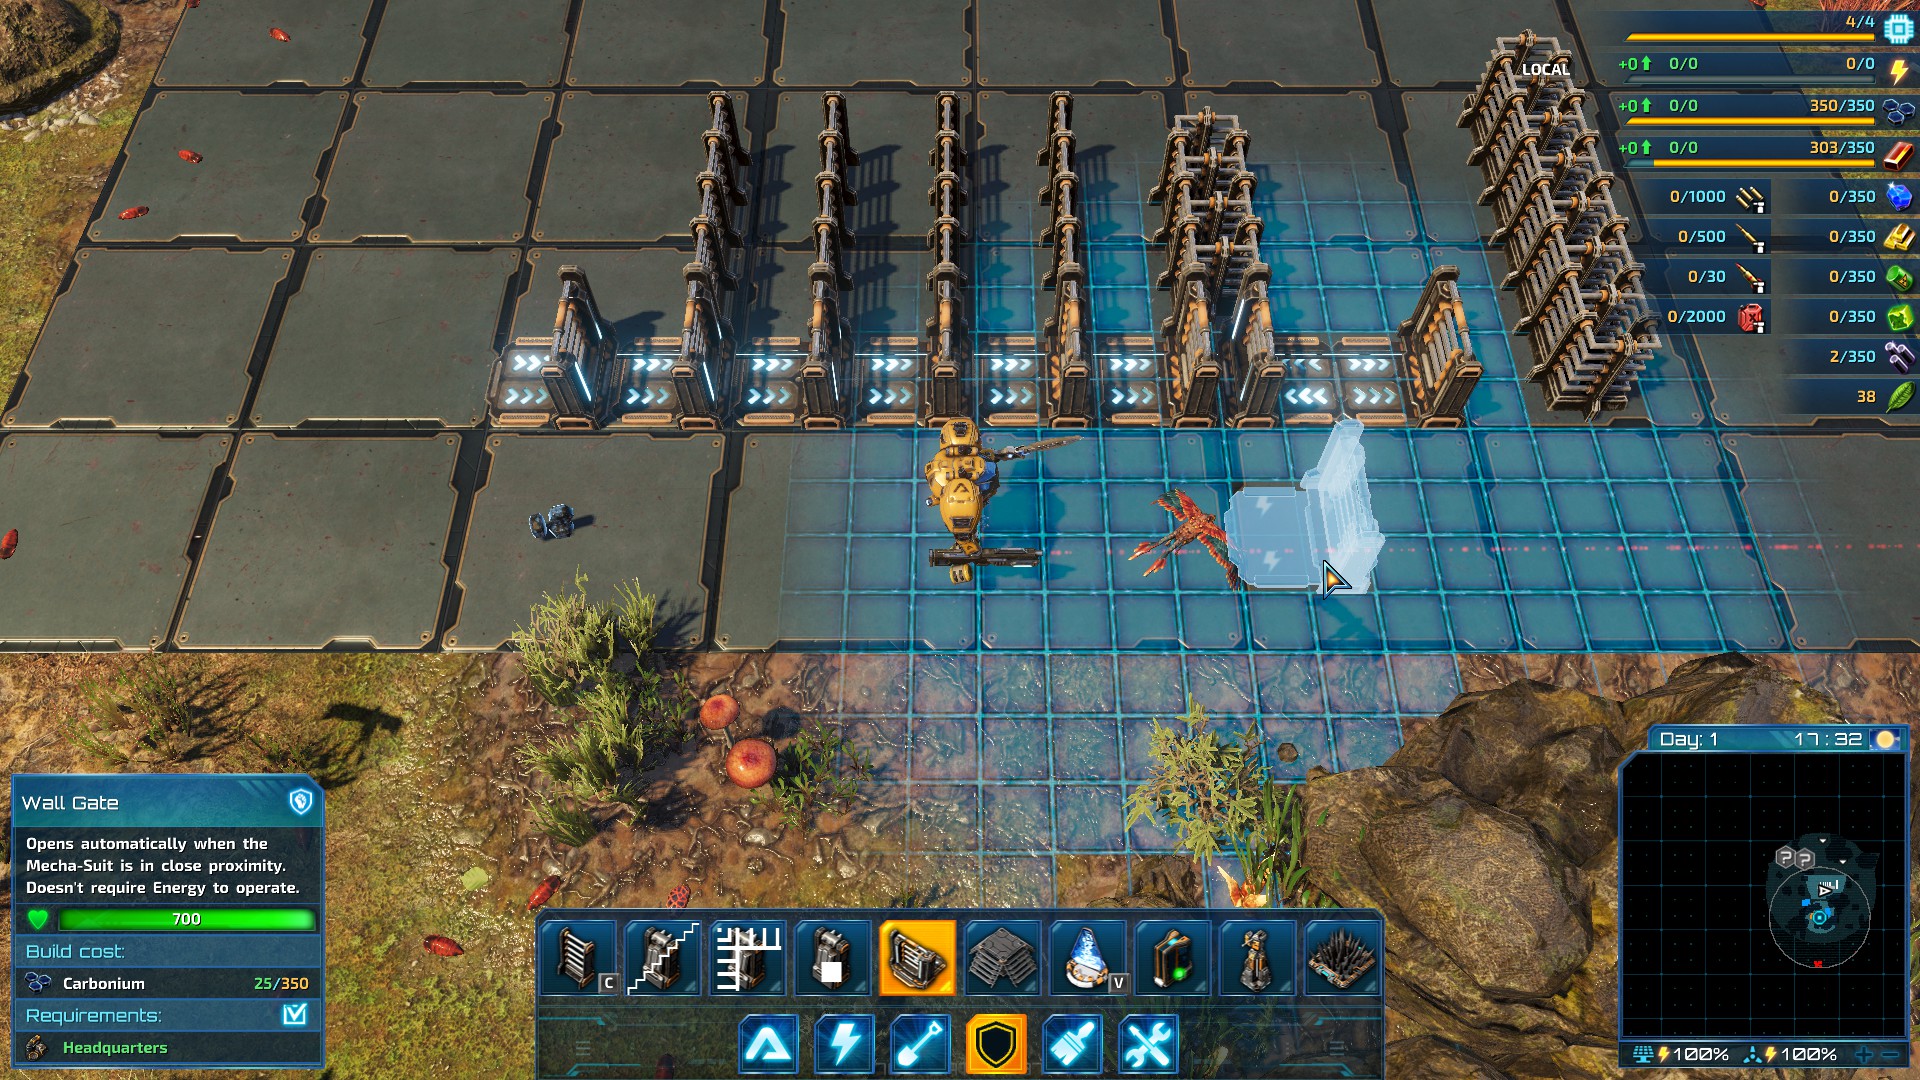 4/4
LOCAL
+0 0/0 0/0
+0 0/0 350/350
+0 0/0 303/350
0/1000 0/350
0/500 0/350
0/30 0/350
0/2000 0/350
2/350
38
Day: 1 17:32
? ?
Wall Gate
Opens automatically when the
Mecha-Suit is in close proximity.
Doesn't require Energy to operate.
700
Build cost:
Carbonium 25/350
Requirements:
Headquarters
C
V
100% 100%